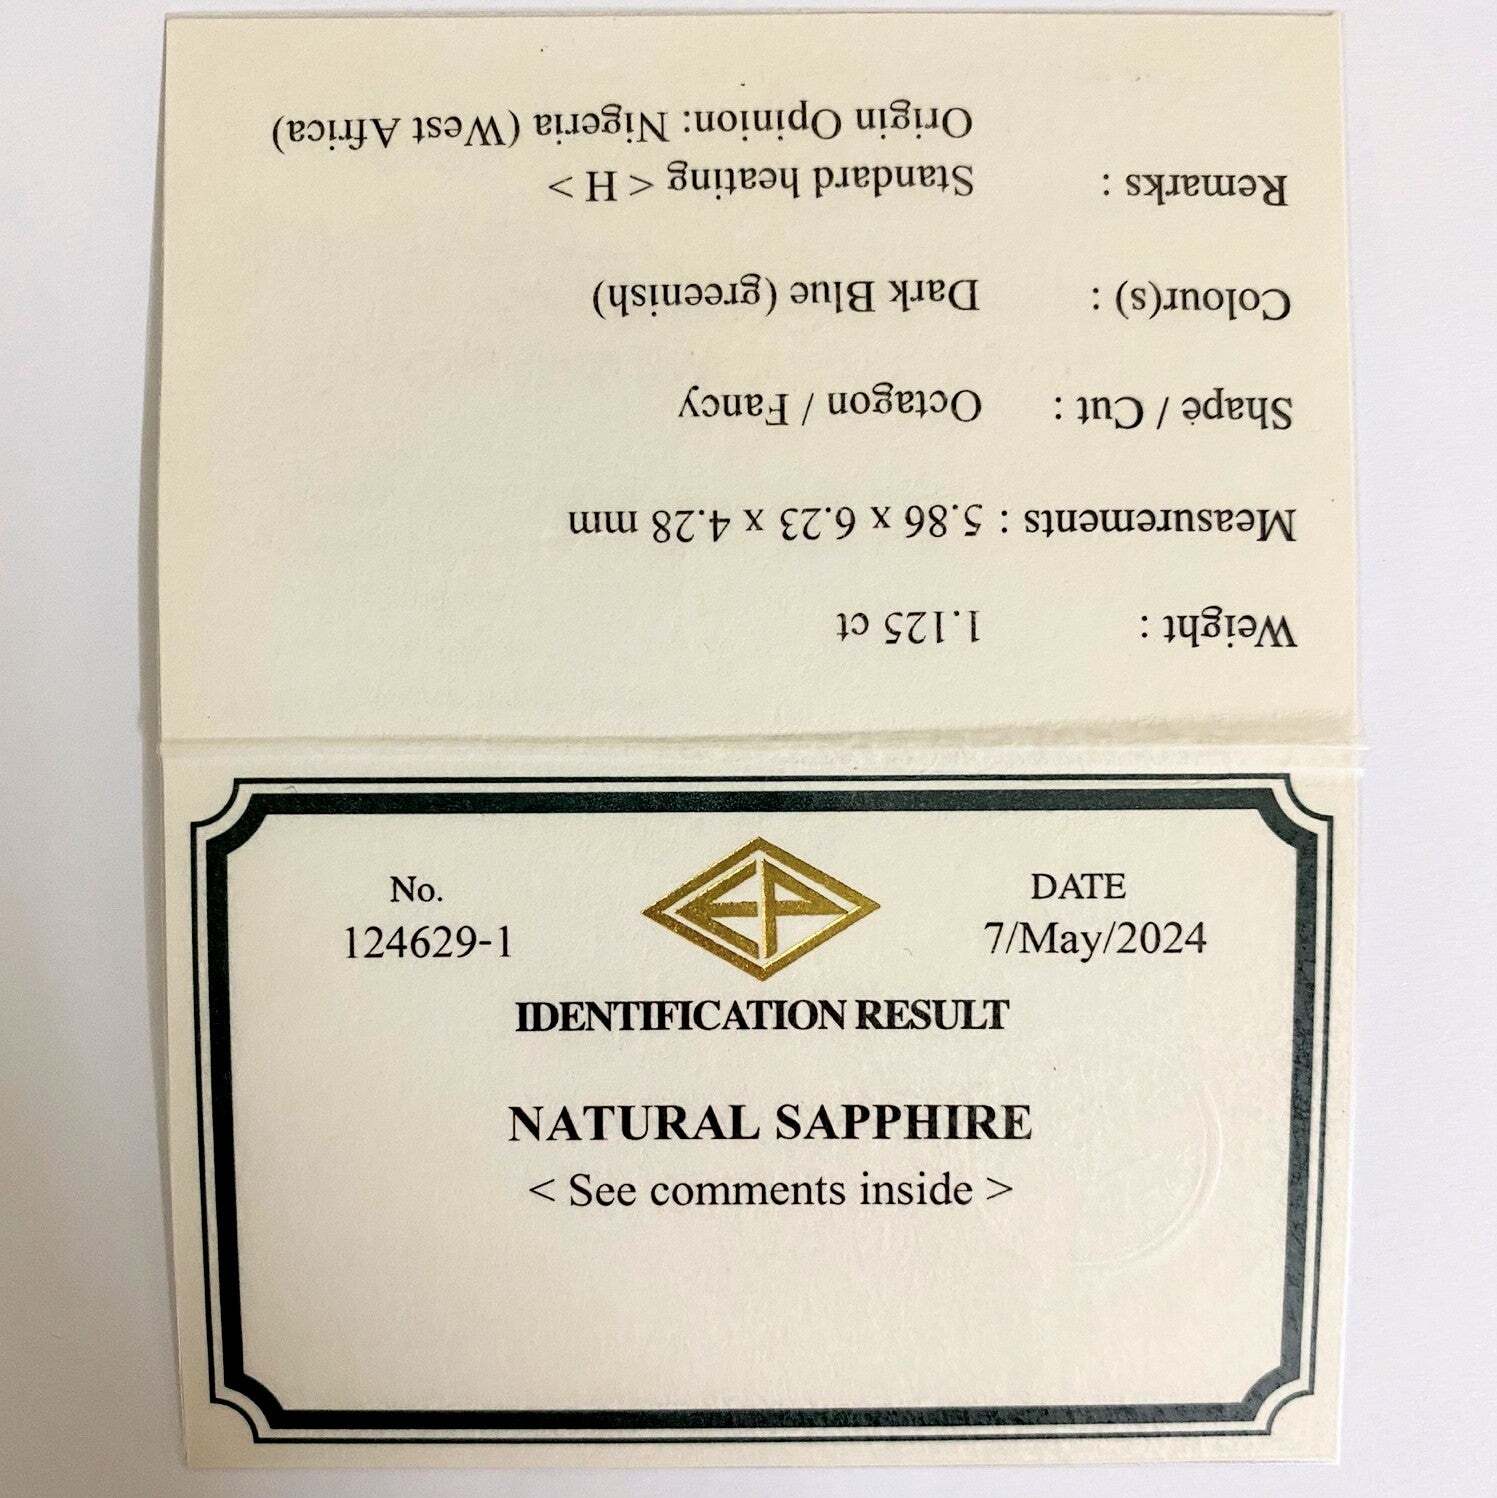 Weight : 1.125 ct
Measurements : 5.86 x 6.23 x 4.28 mm
Shape / Cut : Octagon / Fancy
Colour(s) : Dark Blue (greenish)
Remarks : Standard heating < H >
Origin Opinion: Nigeria (West Africa)
No.
124629-1
EP
DATE
7/May/2024
IDENTIFICATION RESULT
NATURAL SAPPHIRE
< See comments inside >